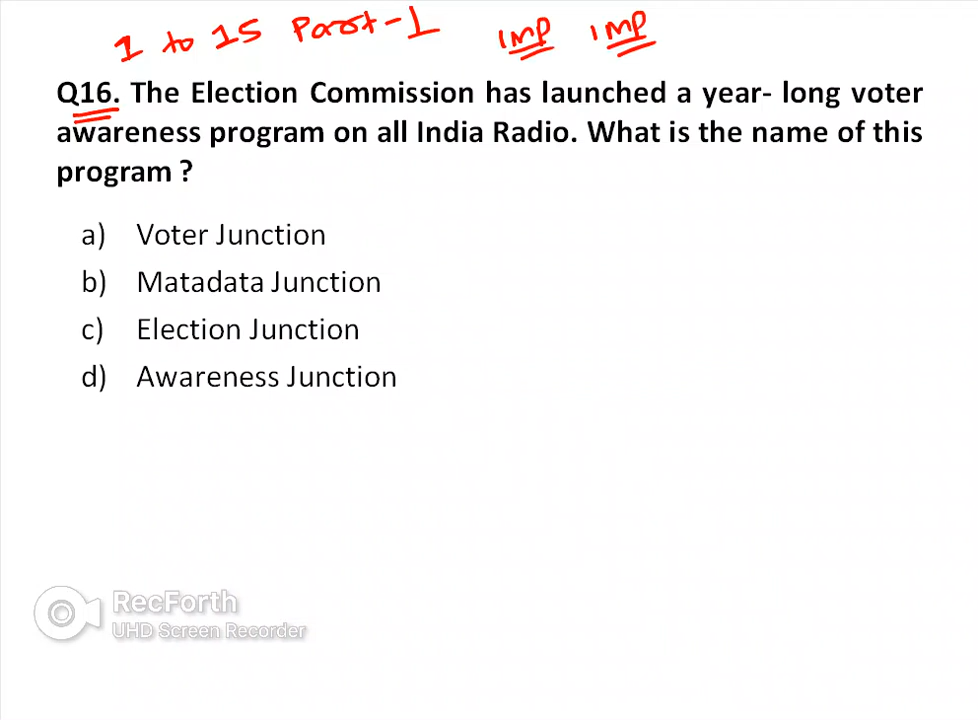 1 to 15 Part-1 imp imp
Q16. The Election Commission has launched a year- long voter
awareness program on all India Radio. What is the name of this
program ?
a) Voter Junction
b) Matadata Junction
c) Election Junction
d) Awareness Junction
RecForth
UHD Screen Recorder